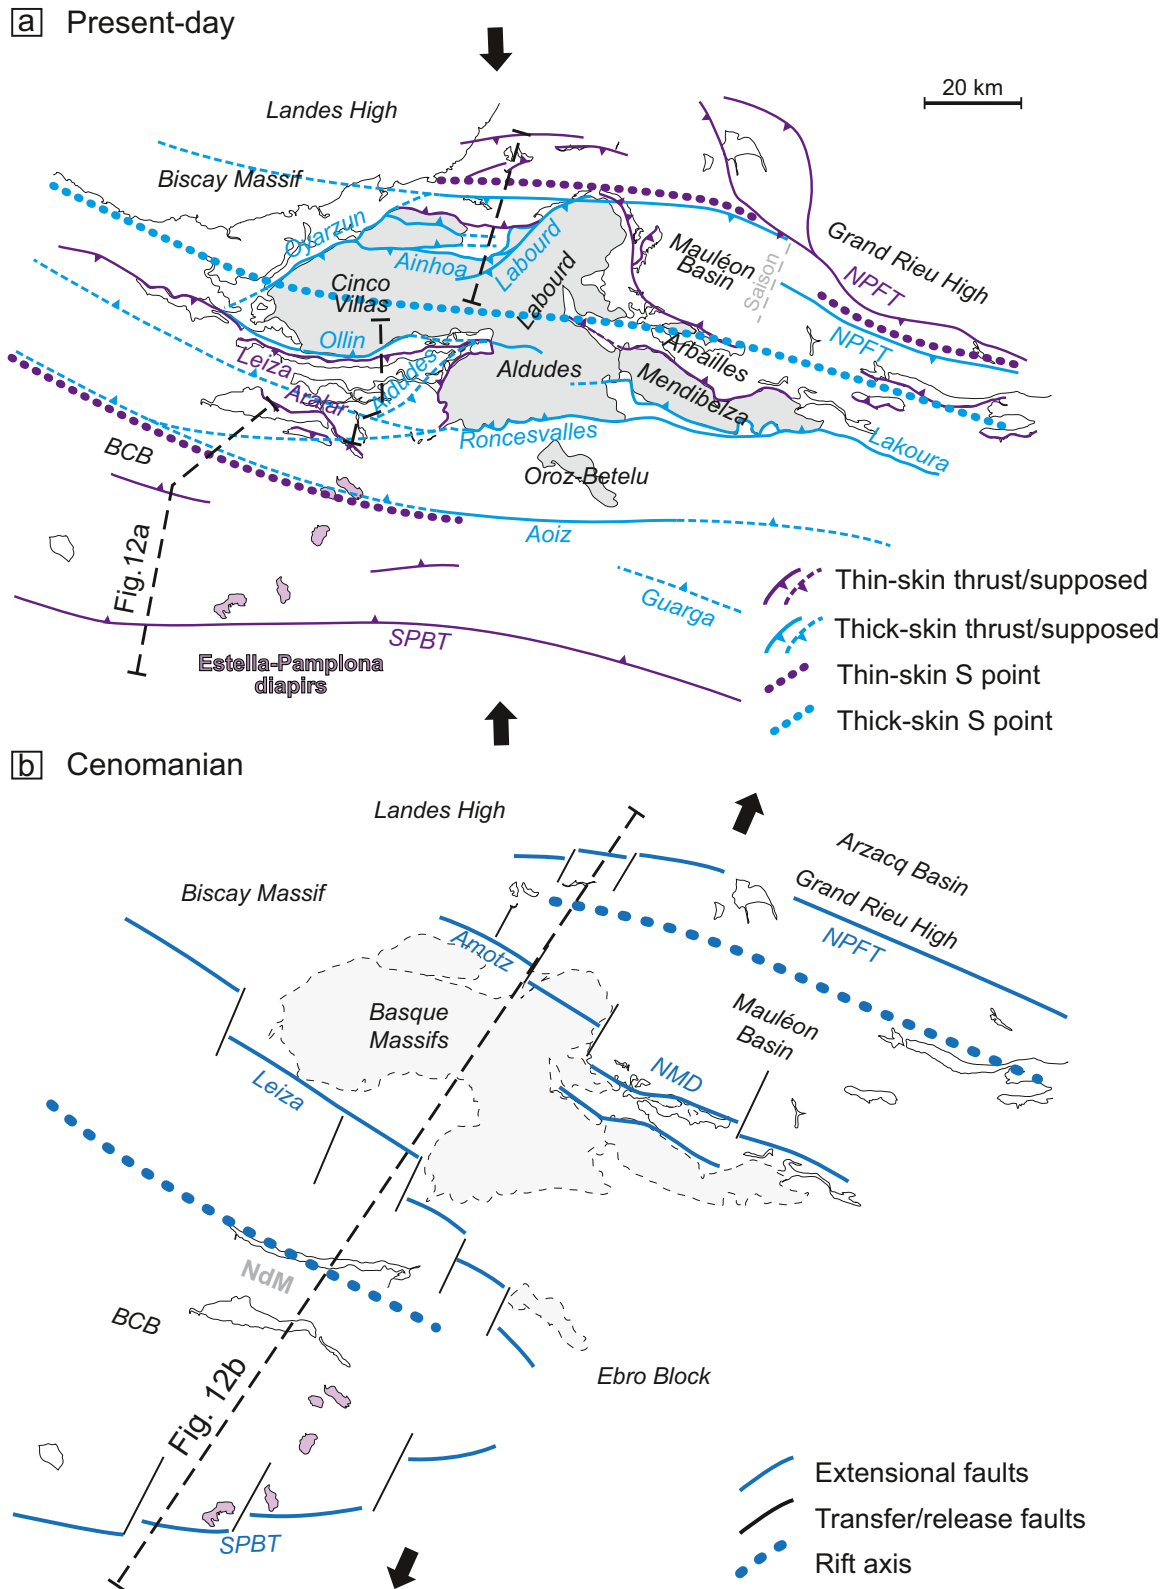 a Present-day
20 km
Landes High
Biscay Massif
Oyarzun
Ainhoa
Labourd
Labourd
Cinco
Villas
Mauléon
Basin
Saison
Grand Rieu High
NPFT
NPFT
Ollin
Leiza
Aralar
Aldudes
Aldudes
Arbailles
Mendibelza
Roncesvalles
Lakoura
BCB
Oroz-Betelu
Aoiz
Fig.12a
Guarga
SPBT
Estella-Pamplona
diapirs
Thin-skin thrust/supposed
Thick-skin thrust/supposed
Thin-skin S point
Thick-skin S point
b Cenomanian
Landes High
Arzacq Basin
Biscay Massif
Grand Rieu High
NPFT
Amotz
Basque
Massifs
Mauléon
Basin
NMD
Leiza
NdM
BCB
Ebro Block
Fig. 12b
SPBT
Extensional faults
Transfer/release faults
Rift axis